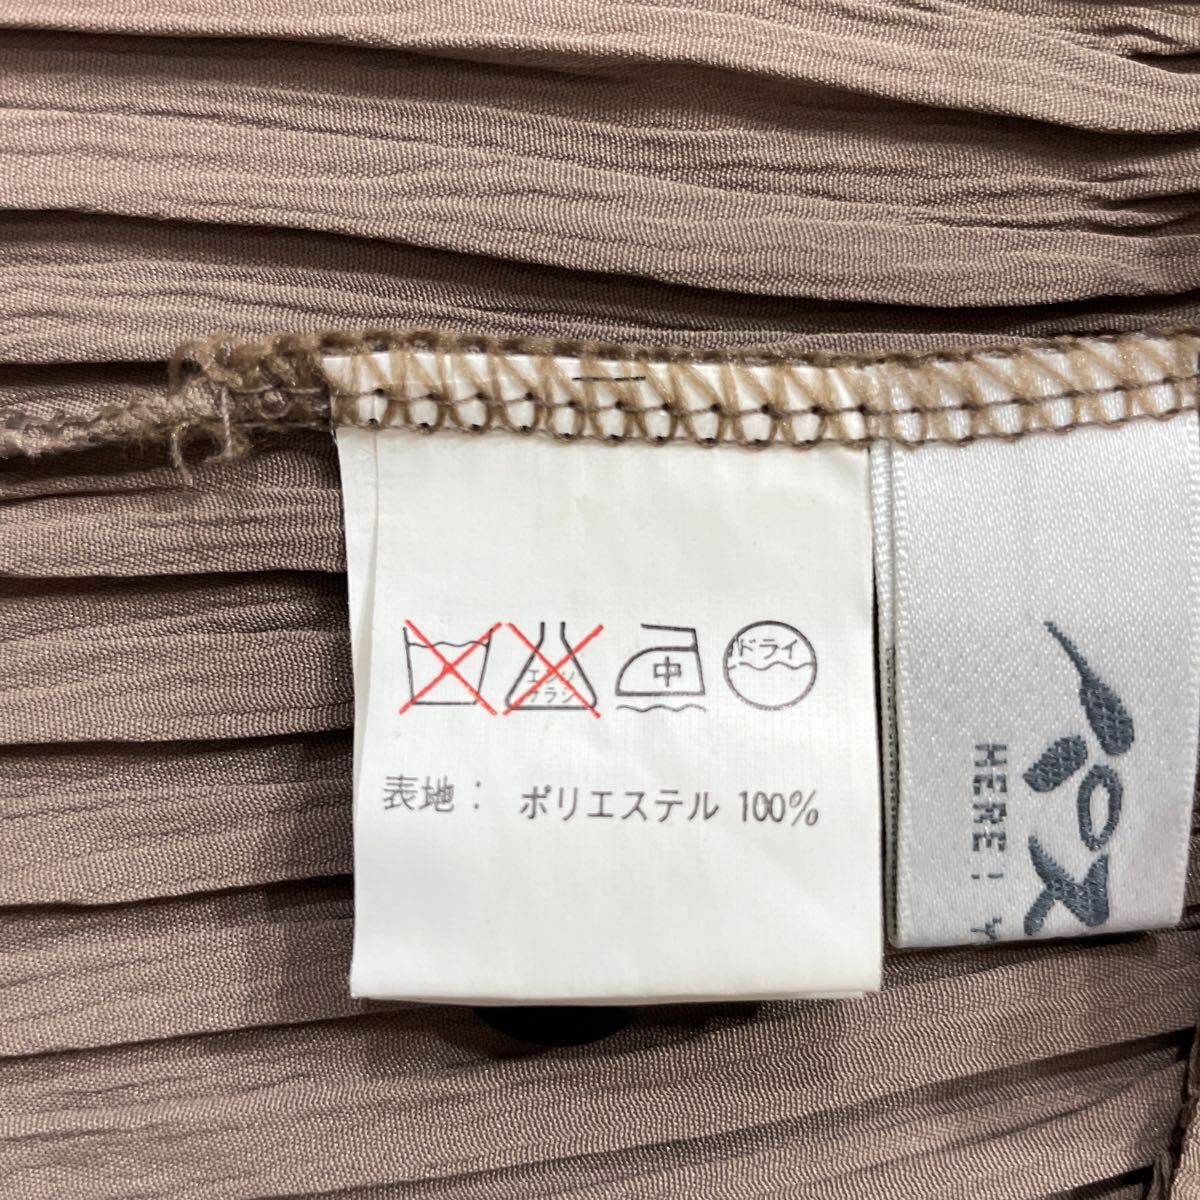 エンソ
サラシ
中
ドライ
表地： ポリエステル 100%
HERE!